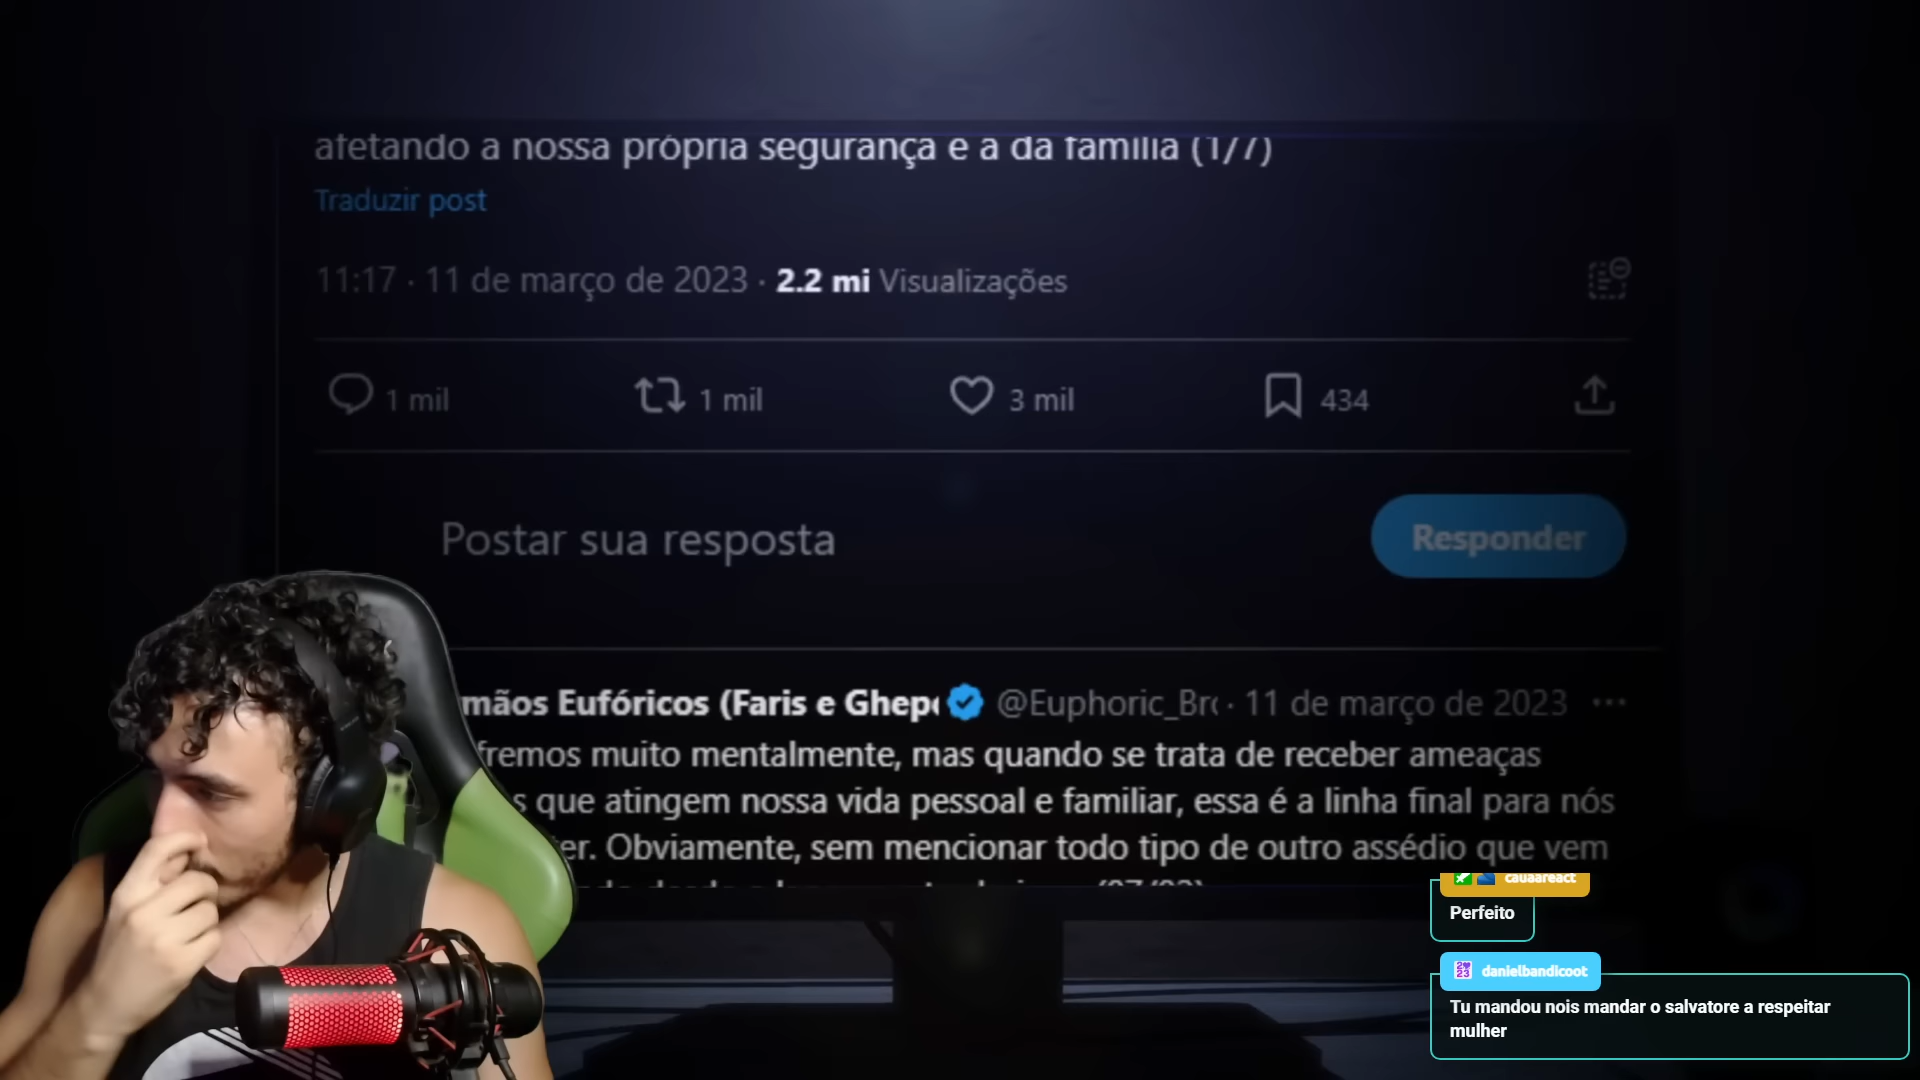 afetando a nossa própria segurança e a da família (1/7)
Traduzir post
11:17 · 11 de março de 2023 · 2.2 mi Visualizações
1 mil 1 mil 3 mil 434
Postar sua resposta
Responder
mãos Eufóricos (Faris e Ghep @Euphoric_Br · 11 de março de 2023 ...
fremos muito mentalmente, mas quando se trata de receber ameaças
s que atingem nossa vida pessoal e familiar, essa é a linha final para nós
er. Obviamente, sem mencionar todo tipo de outro assédio que vem
cauaareact
Perfeito
danielbandicoot
Tu mandou nois mandar o salvatore a respeitar
mulher